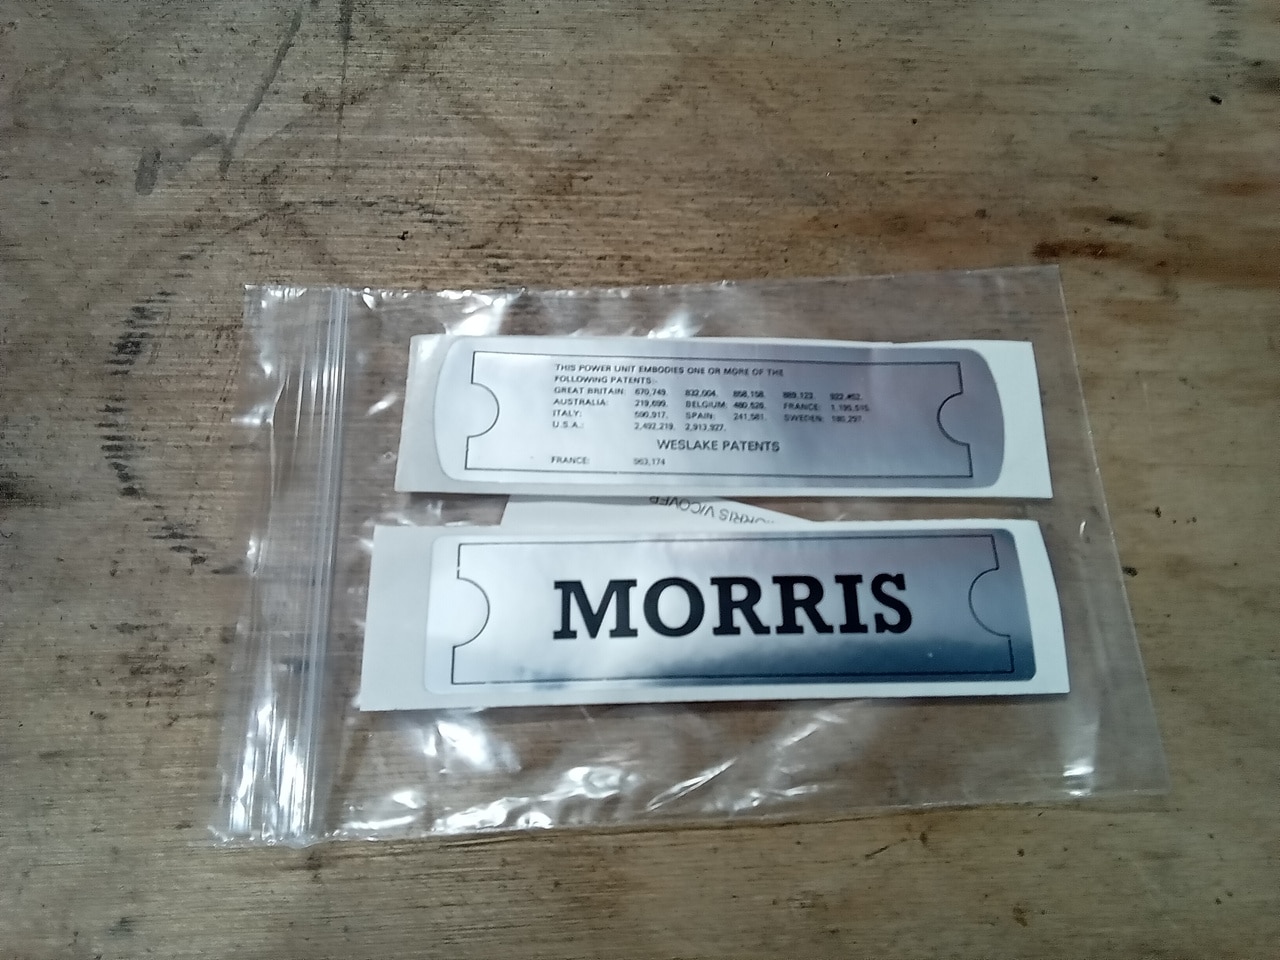 THIS POWER UNIT EMBODIES ONE OR MORE OF THE
FOLLOWING PATENTS:-
GREAT BRITAIN: 670,749. 832,004. 858,158. 889,123. 932,452.
AUSTRALIA: 219,699. BELGIUM: 480,528. FRANCE: 1,195,515.
ITALY: 590,917. SPAIN: 241,581. SWEDEN: 180,251.
U.S.A.: 2,492,219. 2,913,927.
WESLAKE PATENTS
FRANCE: 963,174
MORRIS